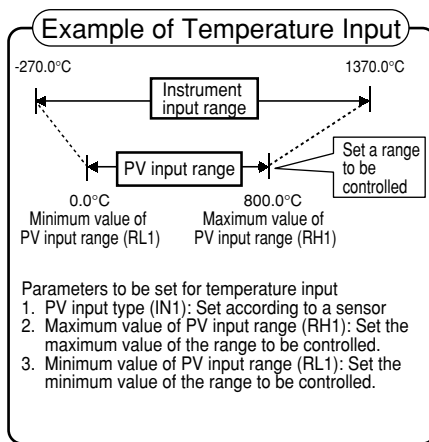 Example of Temperature Input
-270.0°C 1370.0°C
Instrument
input range
PV input range
Set a range
to be
controlled
0.0°C 800.0°C
Minimum value of Maximum value of
PV input range (RL1) PV input range (RH1)
Parameters to be set for temperature input
1. PV input type (IN1): Set according to a sensor
2. Maximum value of PV input range (RH1): Set the
maximum value of the range to be controlled.
3. Minimum value of PV input range (RL1): Set the
minimum value of the range to be controlled.